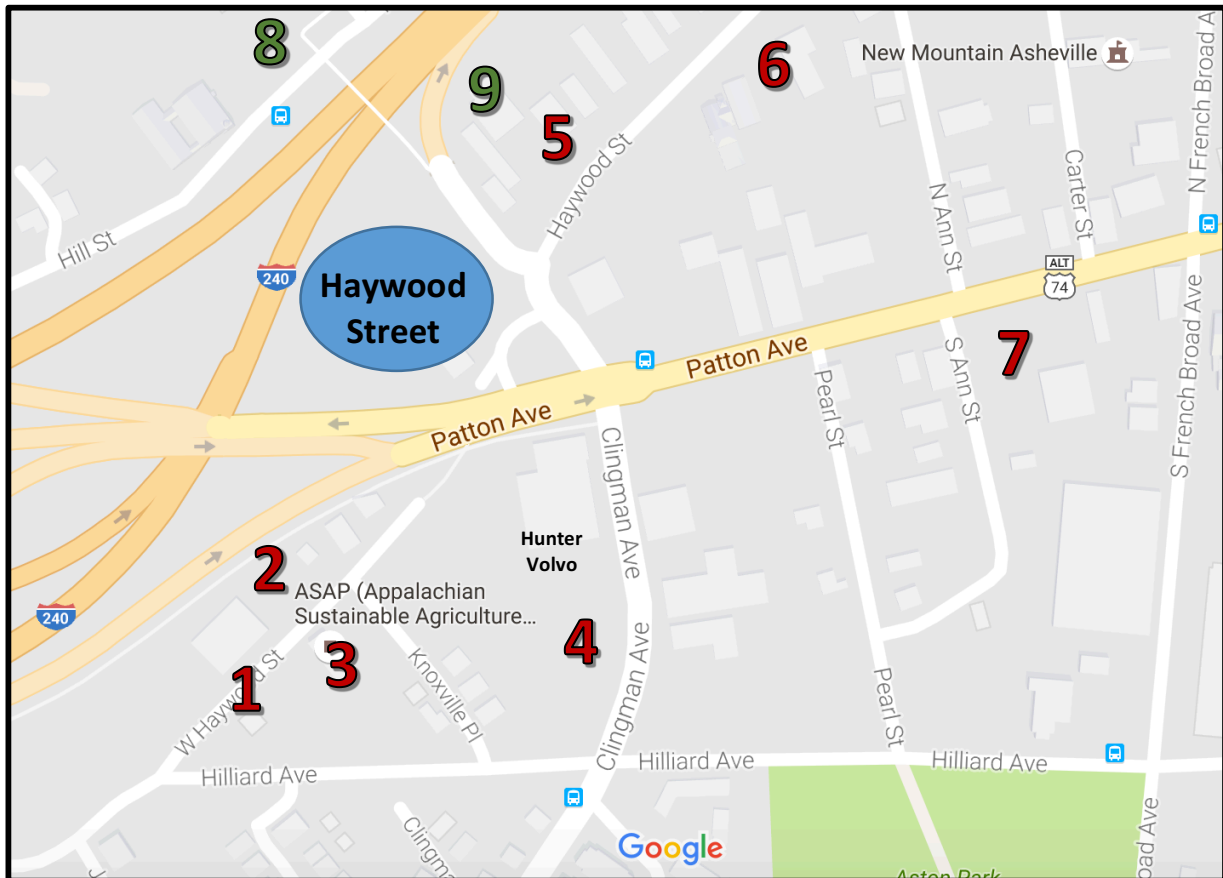 8
6
New Mountain Asheville
9
5
Haywood St
N French Broad A
Carter St
N Ann St
Hill St
240
Haywood
Street
ALT
74
Patton Ave
7
S French Broad Ave
S Ann St
Pearl St
Patton Ave
Clingman Ave
Hunter
Volvo
2
ASAP (Appalachian
Sustainable Agriculture...
240
4
3
1
W Haywood St
Knoxville Pl
Clingman Ave
Pearl St
Hilliard Ave
Hilliard Ave
Hilliard Ave
Clingma
Google
oad Ave
Aston Park
J